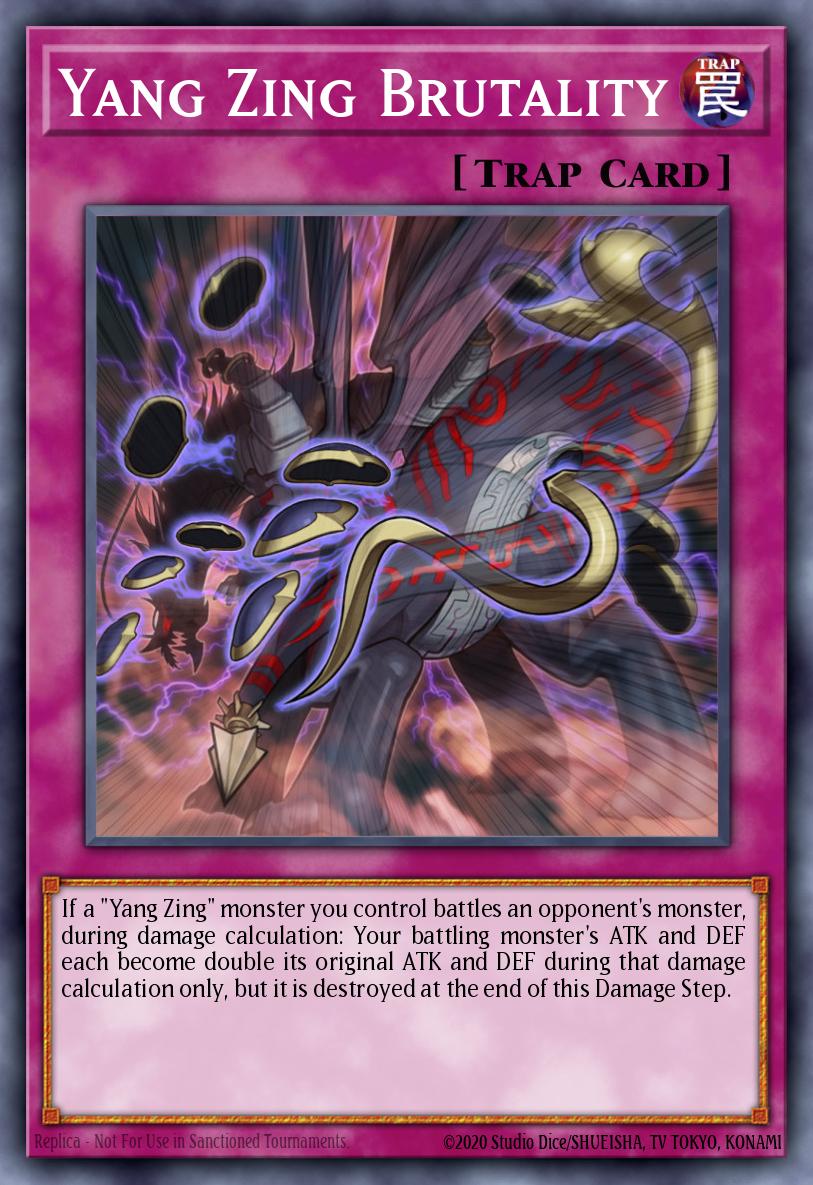 Yang Zing Brutality
TRAP
罠
[Trap Card]
If a "Yang Zing" monster you control battles an opponent's monster,
during damage calculation: Your battling monster's ATK and DEF
each become double its original ATK and DEF during that damage
calculation only, but it is destroyed at the end of this Damage Step.
Replica - Not For Use in Sanctioned Tournaments.
©2020 Studio Dice/SHUEISHA, TV TOKYO, KONAMI